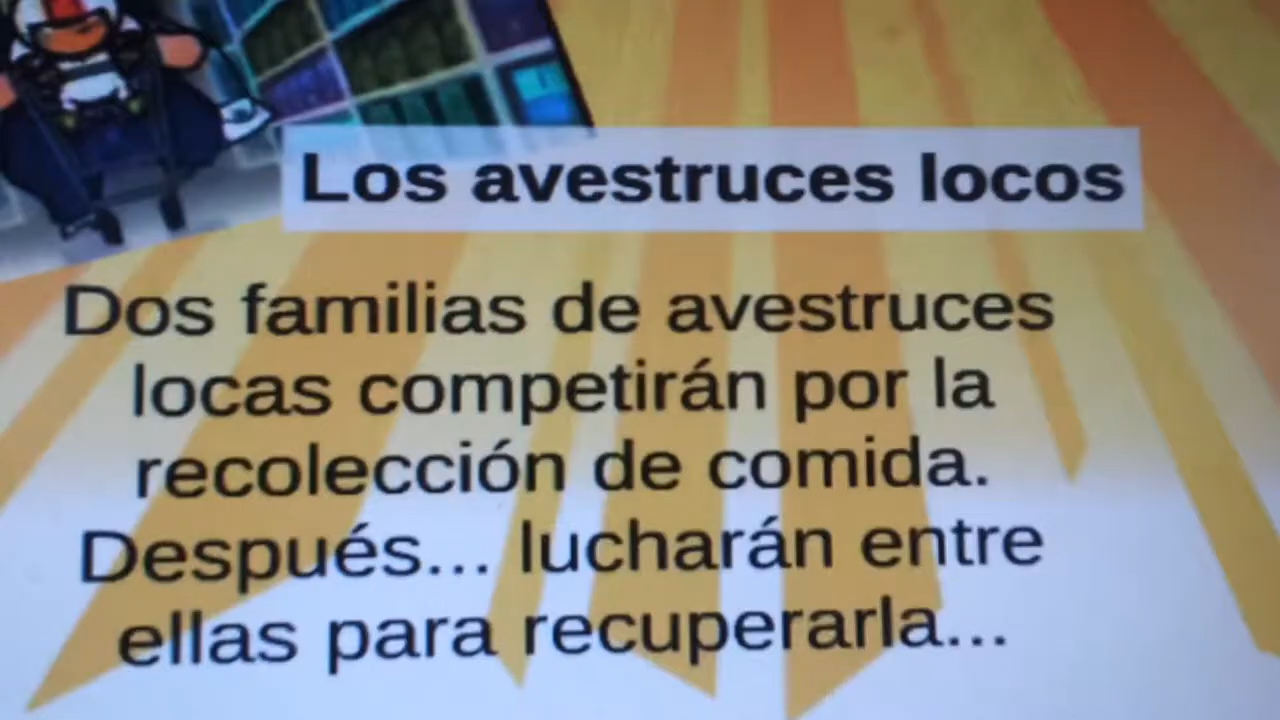 Los avestruces locos
Dos familias de avestruces
locas competirán por la
recolección de comida.
Después... lucharán entre
ellas para recuperarla...